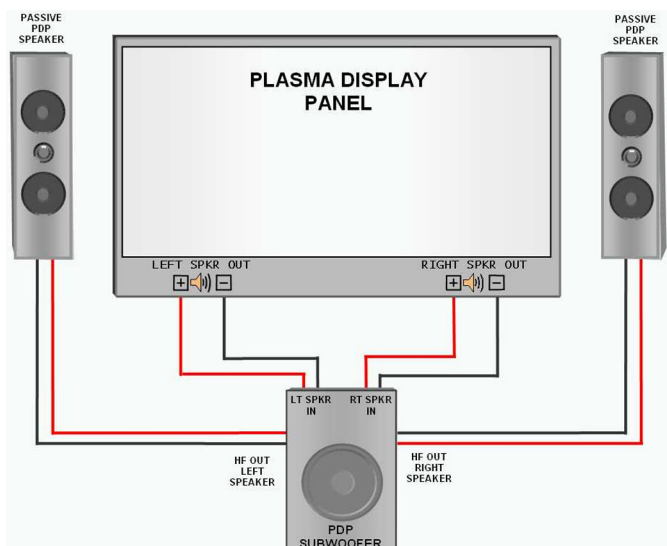 PASSIVE
PDP
SPEAKER
PASSIVE
PDP
SPEAKER
PLASMA DISPLAY
PANEL
LEFT SPKR OUT
RIGHT SPKR OUT
+ −
+ −
LT SPKR
IN
RT SPKR
IN
HF OUT
LEFT
SPEAKER
HF OUT
RIGHT
SPEAKER
PDP
SUBWOOFER